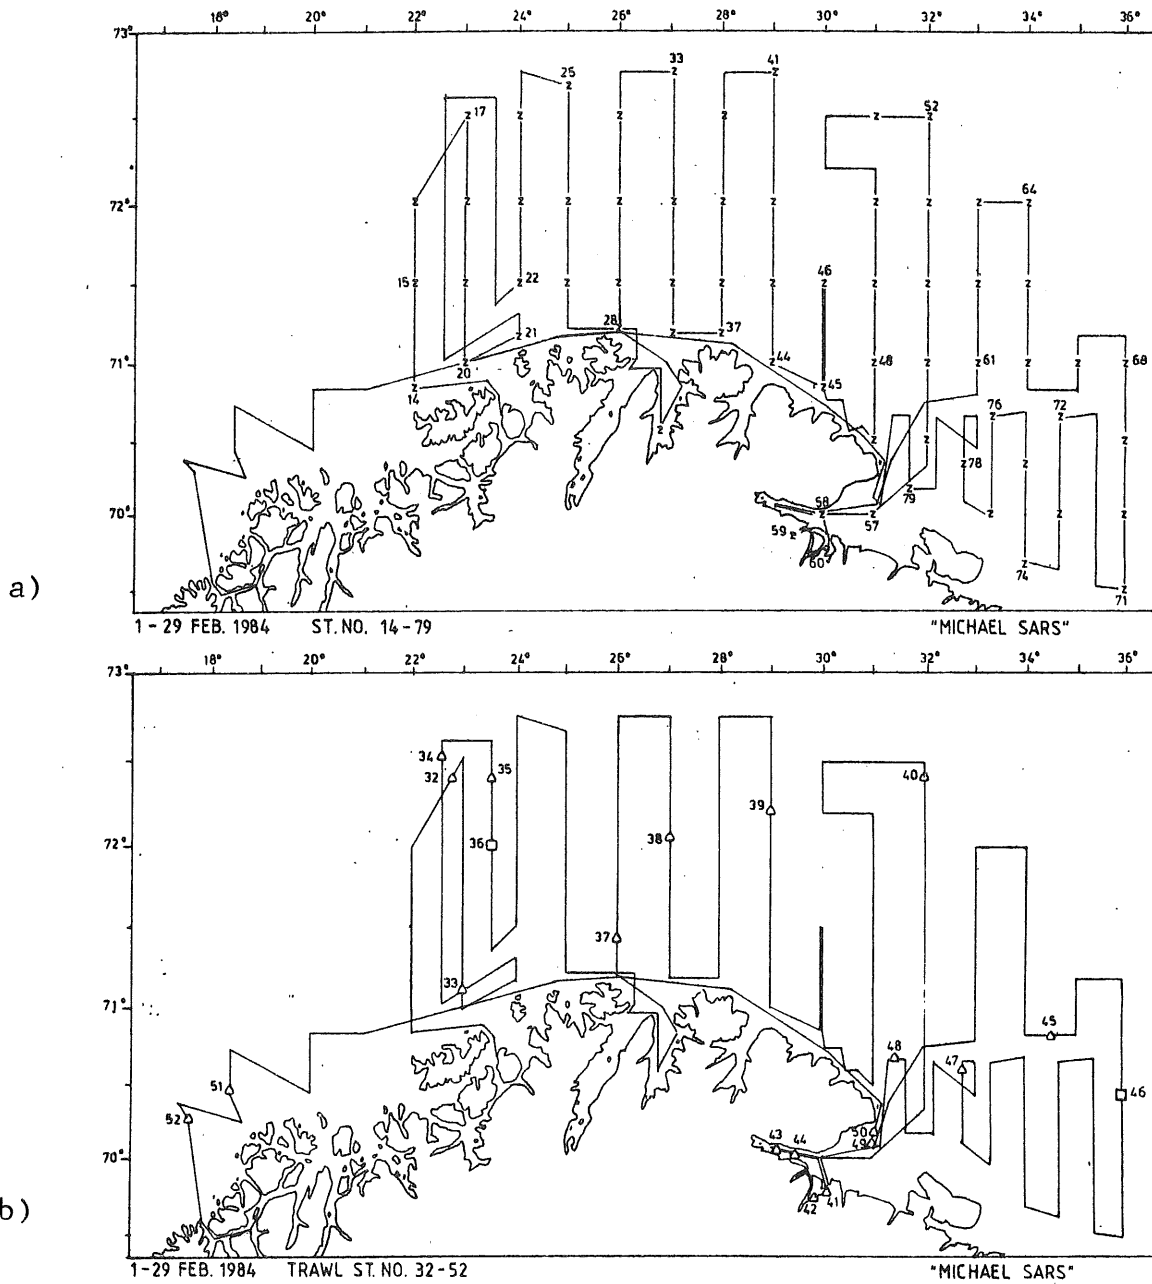 18° 20° 22° 24° 26° 28° 30° 32° 34° 36°
73°
33 41
25
17 52
72° 64
15 22 46
28 21 37
71° 20 44 48 61 68
14 45
76 72
78
79
70° 58
57
59
60 74
71
a)
1-29 FEB. 1984 ST. NO. 14-79 "MICHAEL SARS"
18° 20° 22° 24° 26° 28° 30° 32° 34° 36°
73°
34 35 40
32
39
72° 36 38
37
33
71° 45
48
47
51 46
52
50
43 44 49
70°
42 41
b)
1-29 FEB. 1984 TRAWL ST. NO. 32-52 "MICHAEL SARS"